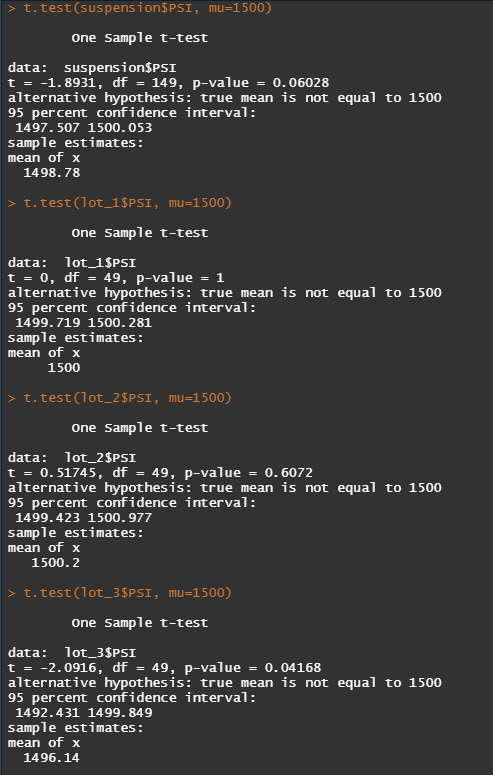 > t.test(suspension$PSI, mu=1500)
One Sample t-test
data:  suspension$PSI
t = -1.8931, df = 149, p-value = 0.06028
alternative hypothesis: true mean is not equal to 1500
95 percent confidence interval:
1497.507 1500.053
sample estimates:
mean of x
1498.78
> t.test(lot_1$PSI, mu=1500)
One Sample t-test
data:  lot_1$PSI
t = 0, df = 49, p-value = 1
alternative hypothesis: true mean is not equal to 1500
95 percent confidence interval:
1499.719 1500.281
sample estimates:
mean of x
1500
> t.test(lot_2$PSI, mu=1500)
One Sample t-test
data:  lot_2$PSI
t = 0.51745, df = 49, p-value = 0.6072
alternative hypothesis: true mean is not equal to 1500
95 percent confidence interval:
1499.423 1500.977
sample estimates:
mean of x
1500.2
> t.test(lot_3$PSI, mu=1500)
One Sample t-test
data:  lot_3$PSI
t = -2.0916, df = 49, p-value = 0.04168
alternative hypothesis: true mean is not equal to 1500
95 percent confidence interval:
1492.431 1499.849
sample estimates:
mean of x
1496.14